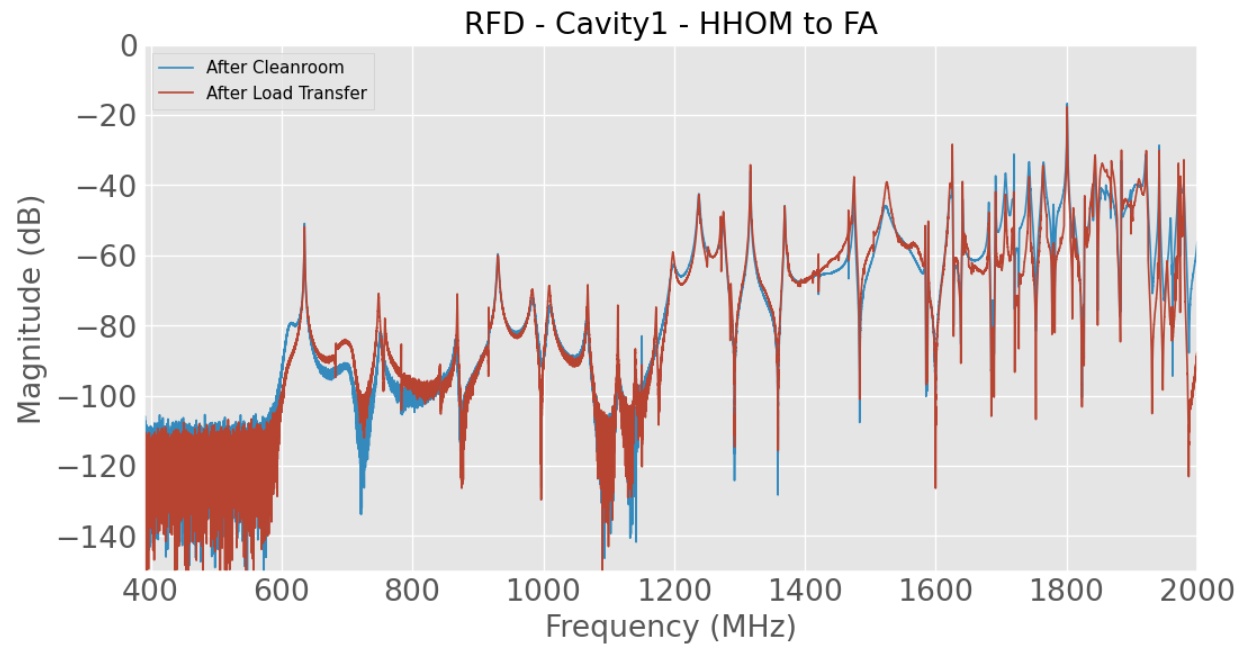 RFD - Cavity1 - HHOM to FA
After Cleanroom
After Load Transfer
Magnitude (dB)
0
−20
−40
−60
−80
−100
−120
−140
400 600 800 1000 1200 1400 1600 1800 2000
Frequency (MHz)